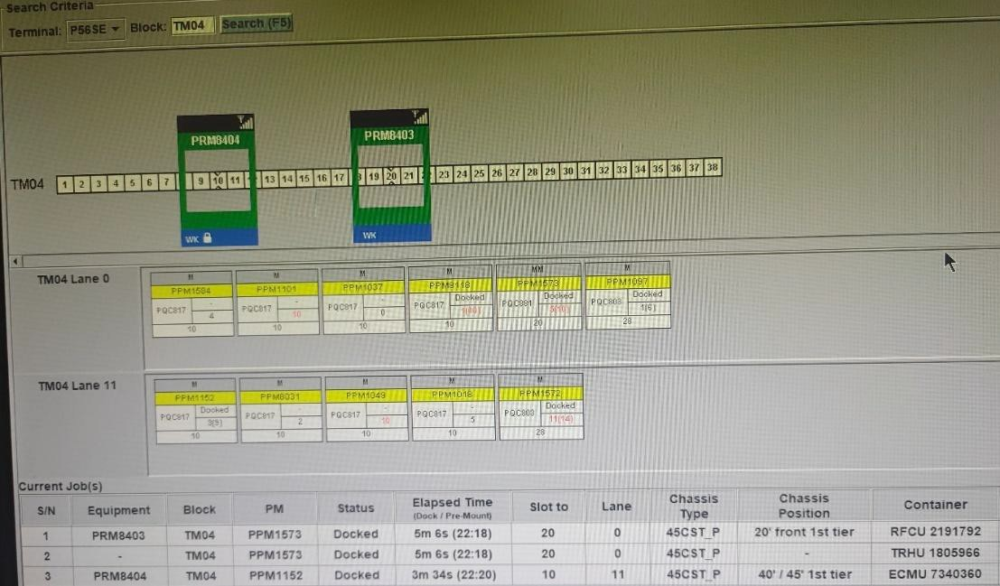 Search Criteria
Terminal: P56SE Block: TM04 Search (F5)
PRM8404 PRM8403
TM04 1 2 3 4 5 6 7 9 10 11 13 14 15 16 17 19 20 21 23 24 25 26 27 28 29 30 31 32 33 34 35 36 37 38
WK WK
TM04 Lane 0
M M M M MM M
PPM1584 PPM1101 PPM1037 PPM1573 PPM1097
PQC817 - 4 PQC817 - 10 PQC817 - 0 PQC817 Docked PQC881 Docked 5(10) PQC803 Docked 1(6)
10 10 10 10 20 28
TM04 Lane 11
M M M M M
PPM1152 PPM8031 PPM1049 PPM1018 PPM1572
PQC817 Docked 3(9) PQC817 - 2 PQC817 - 10 PQC817 - 5 PQC803 Docked 11(14)
10 10 10 10 28
Current Job(s)
S/N Equipment Block PM Status Elapsed Time (Dock / Pre-Mount) Slot to Lane Chassis Type Chassis Position Container
1 PRM8403 TM04 PPM1573 Docked 5m 6s (22:18) 20 0 45CST_P 20' front 1st tier RFCU 2191792
2 - TM04 PPM1573 Docked 5m 6s (22:18) 20 0 45CST_P - TRHU 1805966
3 PRM8404 TM04 PPM1152 Docked 3m 34s (22:20) 10 11 45CST_P 40' / 45' 1st tier ECMU 7340360